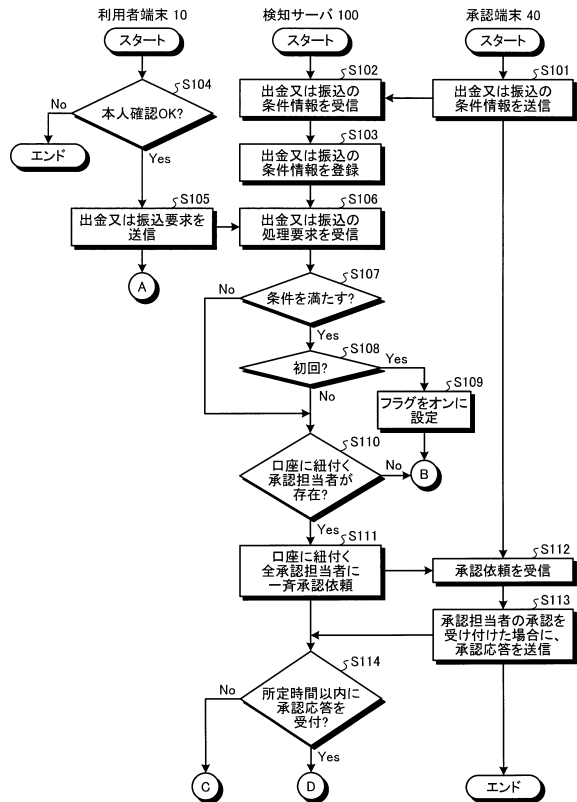 利用者端末 10
検知サーバ 100
承認端末 40
スタート
スタート
スタート
S104
本人確認OK?
No
エンド
Yes
S102
出金又は振込の
条件情報を受信
S101
出金又は振込の
条件情報を送信
S103
出金又は振込の
条件情報を登録
S105
出金又は振込要求を
送信
A
S106
出金又は振込の
処理要求を受信
S107
条件を満たす?
No
Yes
S108
初回?
Yes
No
S109
フラグをオンに
設定
S110
口座に紐付く
承認担当者が
存在?
No
B
Yes
S111
口座に紐付く
全承認担当者に
一斉承認依頼
S112
承認依頼を受信
S113
承認担当者の承認を
受け付けた場合に、
承認応答を送信
S114
所定時間以内に
承認応答を
受付?
No
Yes
C
D
エンド